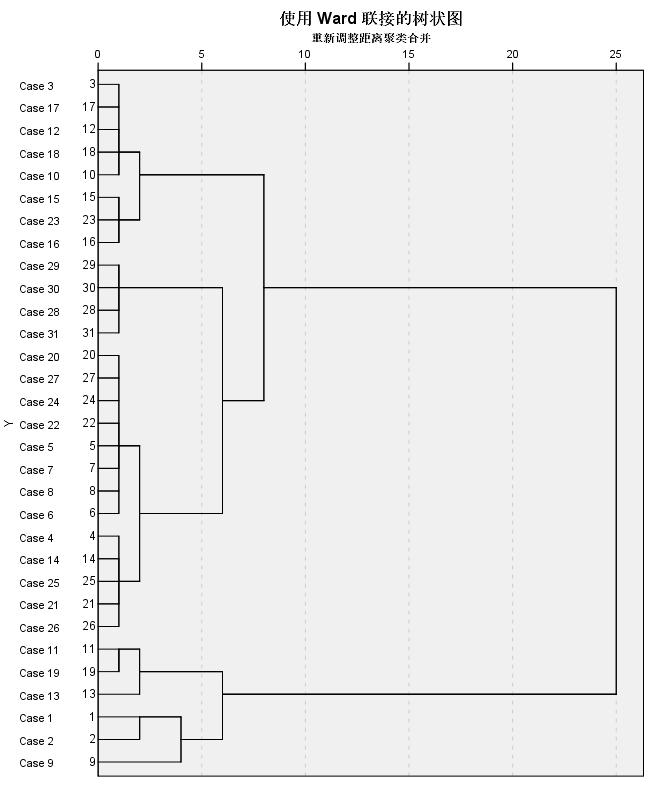 使用 Ward 联接的树状图
重新调整距离聚类合并
0 5 10 15 20 25
Case 3 3
Case 17 17
Case 12 12
Case 18 18
Case 10 10
Case 15 15
Case 23 23
Case 16 16
Case 29 29
Case 30 30
Case 28 28
Case 31 31
Case 20 20
Case 27 27
Case 24 24
Case 22 22
Y
Case 5 5
Case 7 7
Case 8 8
Case 6 6
Case 4 4
Case 14 14
Case 25 25
Case 21 21
Case 26 26
Case 11 11
Case 19 19
Case 13 13
Case 1 1
Case 2 2
Case 9 9